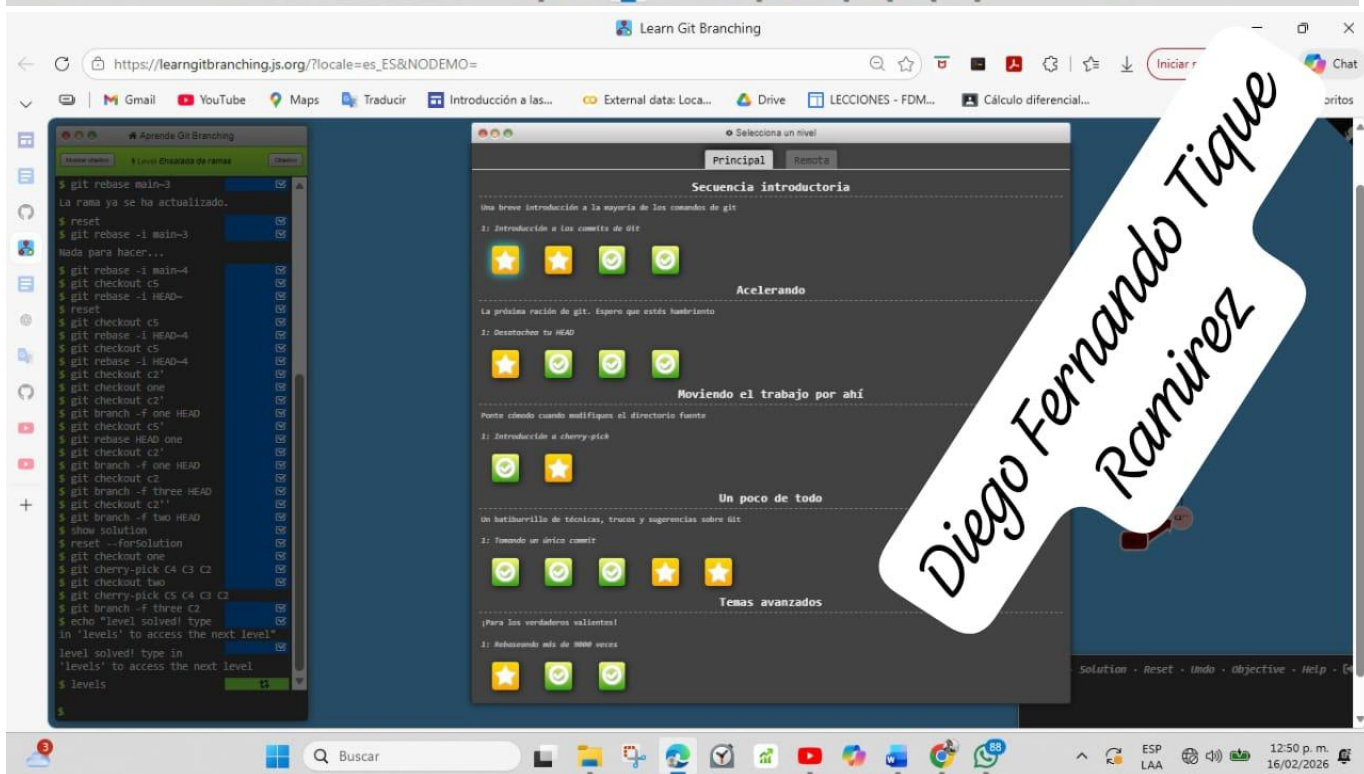 Learn Git Branching
https://learngitbranching.js.org/?locale=es_ES&NODEMO=
Chat
Gmail
YouTube
Maps
Traducir
Introducción a las...
External data: Loca...
Drive
LECCIONES - FDM...
Cálculo diferencial...
Aprende Git Branching
Level Ensalada de ramas
$ git rebase main~3
La rama ya se ha actualizado.
$ reset
$ git rebase -i main~3
Nada para hacer...
$ git rebase -i main~4
$ git checkout c5
$ git rebase -i HEAD~
$ reset
$ git checkout c5
$ git rebase -i HEAD~4
$ git checkout c5
$ git rebase -i HEAD~4
$ git checkout c2'
$ git checkout one
$ git checkout c2'
$ git branch -f one HEAD
$ git checkout c5'
$ git rebase HEAD one
$ git checkout c2'
$ git branch -f one HEAD
$ git checkout c2
$ git branch -f three HEAD
$ git checkout c2''
$ git branch -f two HEAD
$ show solution
$ reset --forSolution
$ git checkout one
$ git cherry-pick C4 C3 C2
$ git checkout two
$ git cherry-pick C5 C4 C3 C2
$ git branch -f three C2
$ echo "level solved! type
in 'levels' to access the next level"
level solved! type in
'levels' to access the next level
$ levels
$
Selecciona un nivel
Principal
Remota
Secuencia introductoria
Una breve introducción a la mayoría de los comandos de git
1: Introducción a los commits de Git
Acelerando
La próxima ración de git. Espero que estés hambriento
1: Desatachea tu HEAD
Moviendo el trabajo por ahí
Ponte cómodo cuando modifiques el directorio fuente
1: Introducción a cherry-pick
Un poco de todo
Un batiburrillo de técnicas, trucos y sugerencias sobre Git
1: Tomando un único commit
Temas avanzados
¡Para los verdaderos valientes!
1: Rebaseando más de 9000 veces
Diego Fernando Tique
Ramirez
Solution - Reset - Undo - Objective - Help -
3
Buscar
88
ESP
LAA
12:50 p. m.
16/02/2026